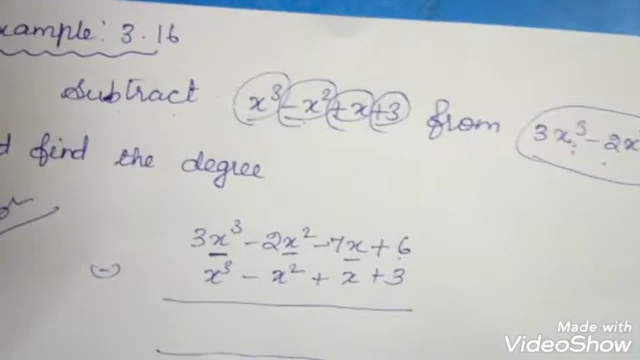 xample: 3.16
Subtract x³ - x² + x + 3 from 3x³ - 2x
find the degree
3x³ - 2x² - 7x + 6
(-) x³ - x² + x + 3
Made with
VideoShow